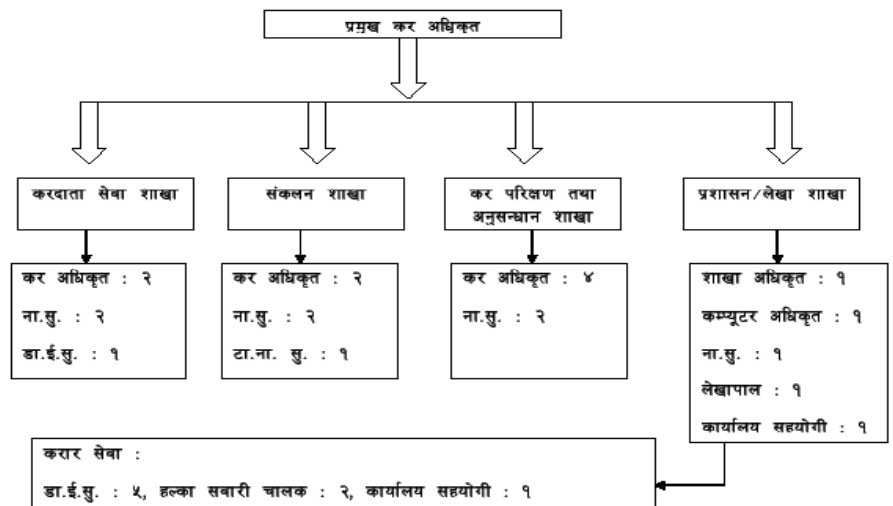 प्रमुख कर अधिकृत
करदाता सेवा शाखा
संकलन शाखा
कर परिक्षण तथा
अनुसन्धान शाखा
प्रशासन/लेखा शाखा
कर अधिकृत : २
ना.सु. : २
डा.ई.सु. : १
कर अधिकृत : २
ना.सु. : २
टा.ना. सु. : १
कर अधिकृत : ४
ना.सु. : २
शाखा अधिकृत : १
कम्प्यूटर अधिकृत : १
ना.सु. : १
लेखापाल : १
कार्यालय सहयोगी : १
करार सेवा :
डा.ई.सु. : ५, हल्का सबारी चालक : २, कार्यालय सहयोगी : १